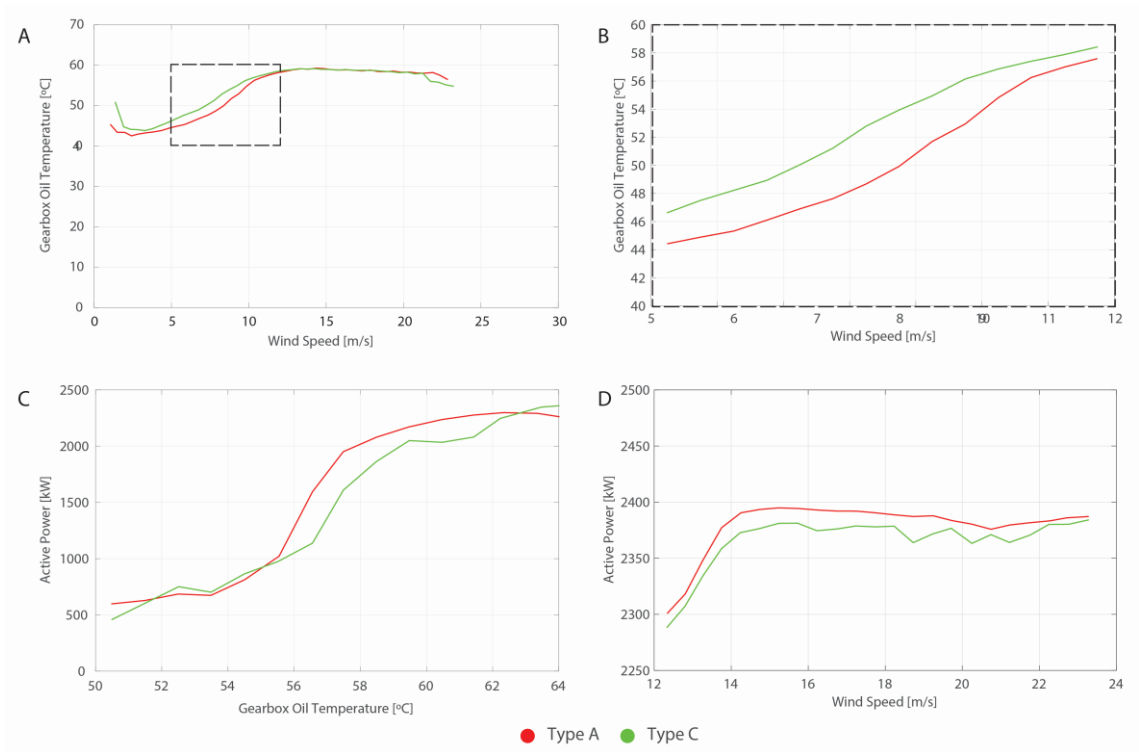 A
Gearbox Oil Temperature [ºC]
70
60
50
40
30
20
10
0
0 5 10 15 20 25 30
Wind Speed [m/s]
B
Gearbox Oil Temperature [ºC]
60
58
56
54
52
50
48
46
44
42
40
5 6 7 8 9 10 11 12
Wind Speed [m/s]
C
Active Power [kW]
2500
2000
1500
1000
500
0
50 52 54 56 58 60 62 64
Gearbox Oil Temperature [ºC]
D
Active Power [kW]
2500
2450
2400
2350
2300
2250
12 14 16 18 20 22 24
Wind Speed [m/s]
Type A Type C